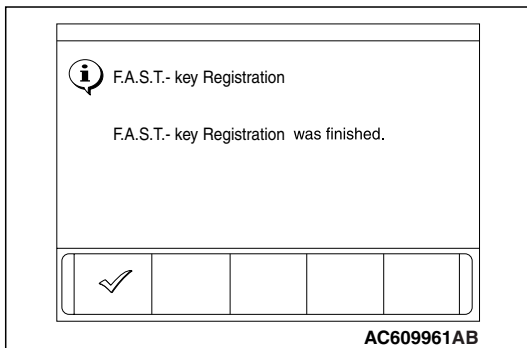 F.A.S.T.- key Registration
F.A.S.T.- key Registration was finished.
AC609961AB